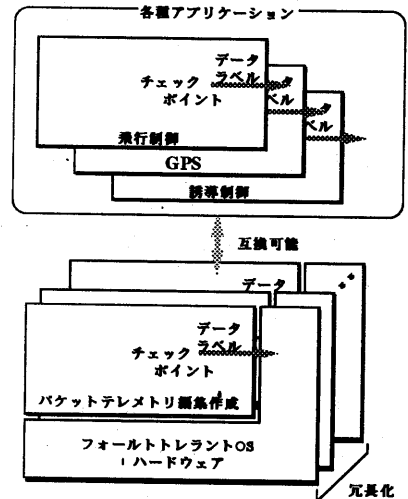 各種アプリケーション
データ
ラベル
チェック
ポイント
タ
ベル
タ
ベル
飛行制御
GPS
誘導制御
互換可能
データ
データ
ラベル
チェック
ポイント
パケットテレメトリ編集作成
フォールトトレラントOS
ハードウェア
冗長化